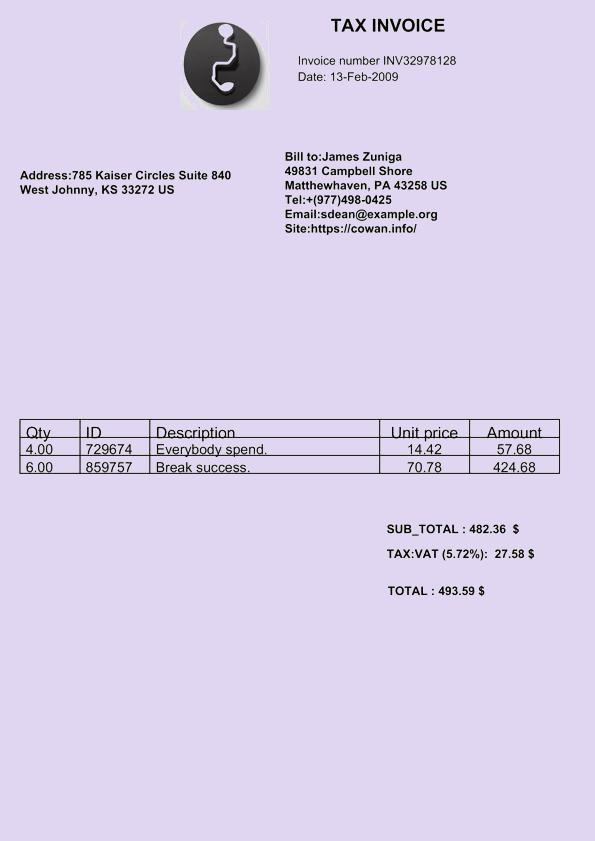 TAX INVOICE
Invoice number INV32978128
Date: 13-Feb-2009
Bill to:James Zuniga
49831 Campbell Shore
Matthewhaven, PA 43258 US
Tel:+(977)498-0425
Email:sdean@example.org
Site:https://cowan.info/
Address:785 Kaiser Circles Suite 840
West Johnny, KS 33272 US
Qty ID Description Unit price Amount
4.00 729674 Everybody spend. 14.42 57.68
6.00 859757 Break success. 70.78 424.68
SUB_TOTAL : 482.36 $
TAX:VAT (5.72%): 27.58 $
TOTAL : 493.59 $